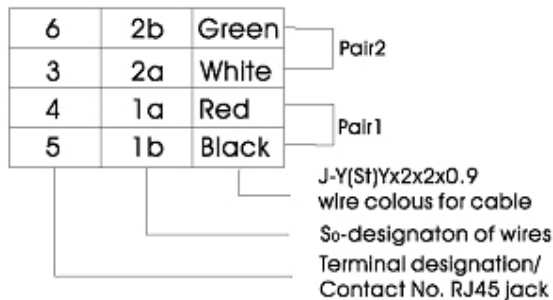 6 2b Green
3 2a White
4 1a Red
5 1b Black
Pair2
Pair1
J-Y(St)Yx2x2x0.9
wire colous for cable
S0-designaton of wires
Terminal designation/
Contact No. RJ45 jack